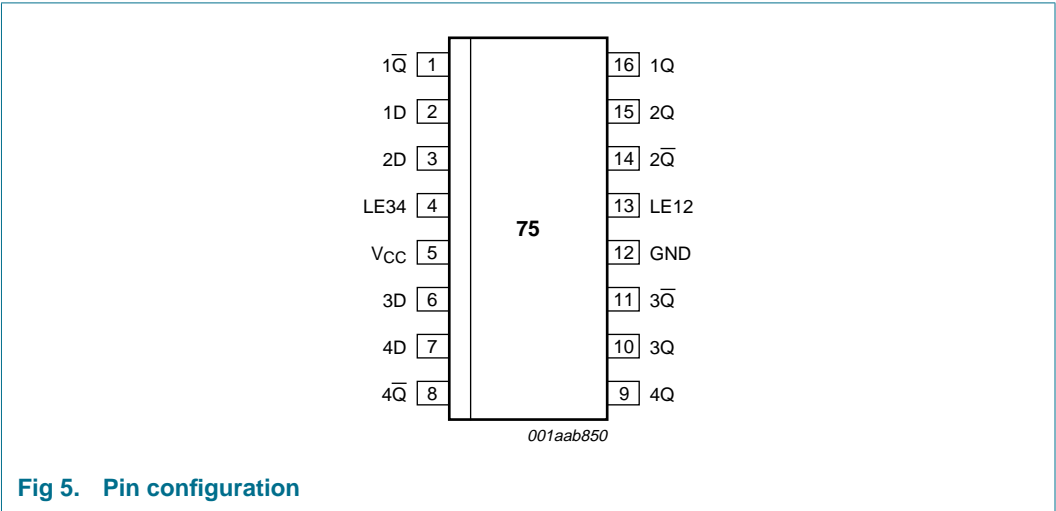 1Q̅ 1 16 1Q
1D 2 15 2Q
2D 3 14 2Q̅
LE34 4 13 LE12
75
VCC 5 12 GND
3D 6 11 3Q̅
4D 7 10 3Q
4Q̅ 8 9 4Q
001aab850
Fig 5. Pin configuration